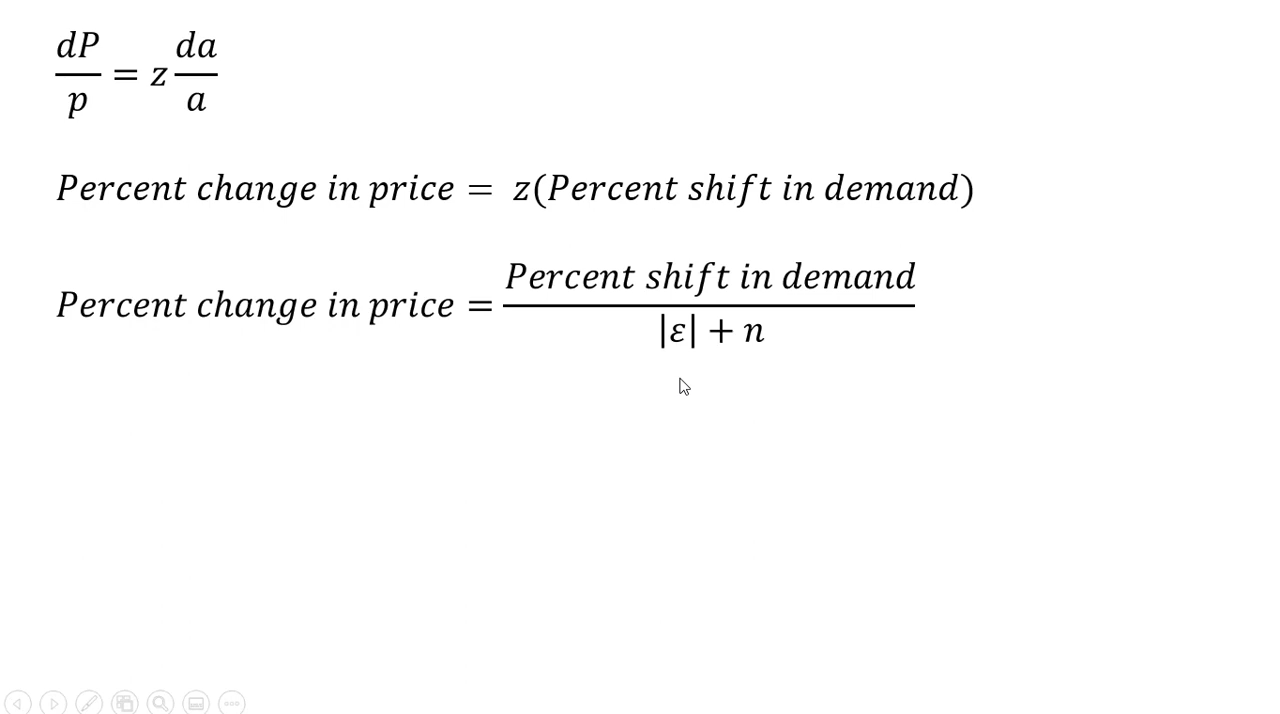 dP/p = z da/a
Percent change in price = z(Percent shift in demand)
Percent change in price = Percent shift in demand / |ε| + n